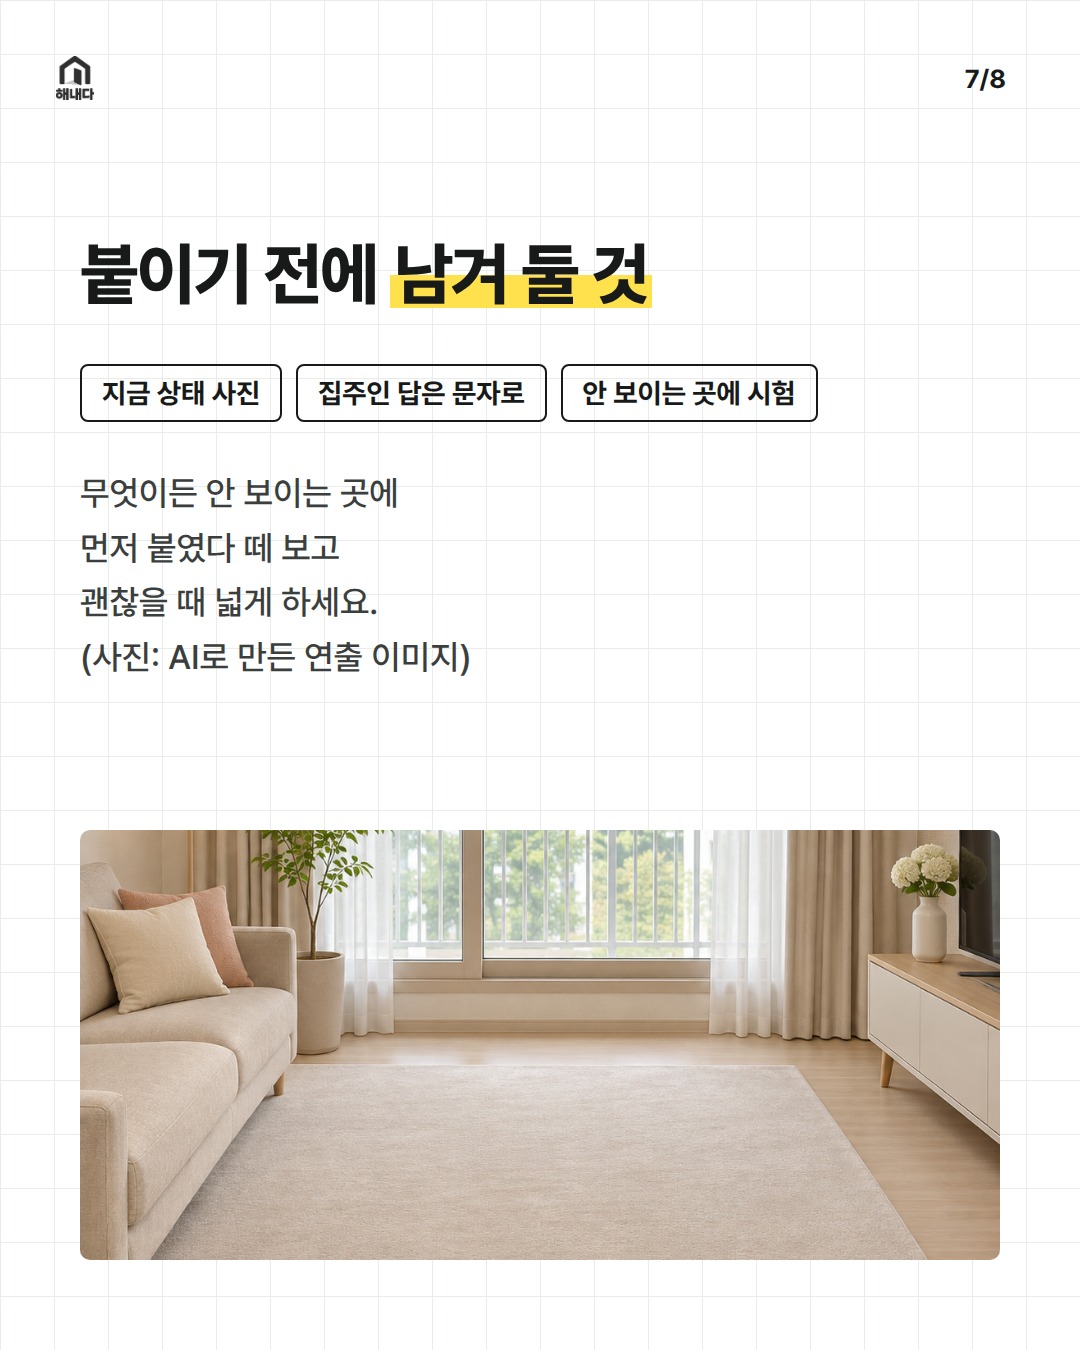 해내다
7/8
붙이기 전에 남겨 둘 것
지금 상태 사진
집주인 답은 문자로
안 보이는 곳에 시험
무엇이든 안 보이는 곳에
먼저 붙였다 떼 보고
괜찮을 때 넓게 하세요.
(사진: AI로 만든 연출 이미지)